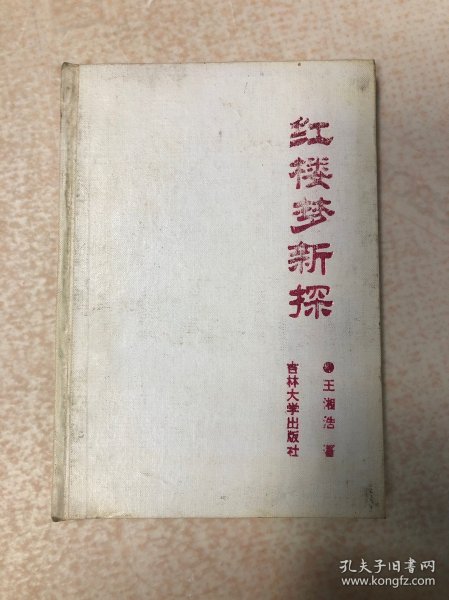 红楼梦新探
●王湘浩 著
吉林大学出版社
孔夫子旧书网
www.kongfz.com